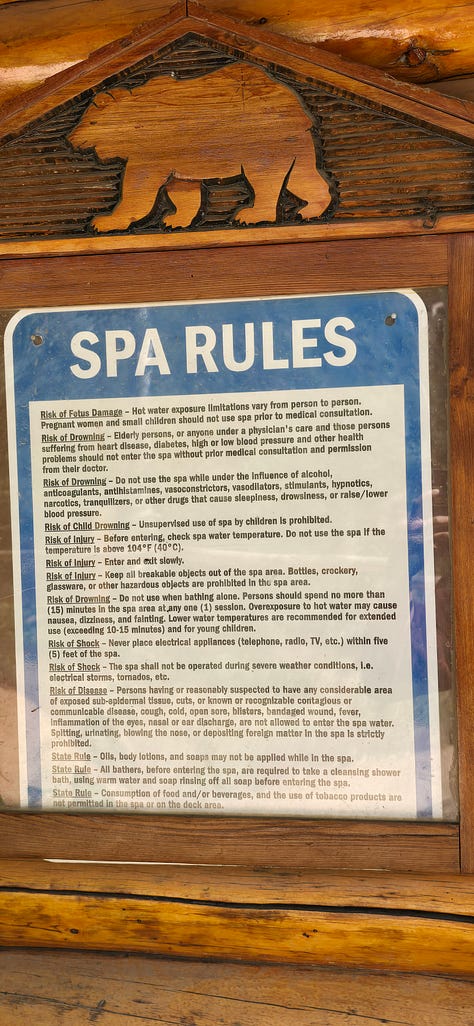 SPA RULES
Risk of Fetus Damage – Hot water exposure limitations vary from person to person.
Pregnant women and small children should not use spa prior to medical consultation.
Risk of Drowning – Elderly persons, or anyone under a physician's care and those persons
suffering from heart disease, diabetes, high or low blood pressure and other health
problems should not enter the spa without prior medical consultation and permission
from their doctor.
Risk of Drowning – Do not use the spa while under the influence of alcohol,
anticoagulants, antihistamines, vasoconstrictors, vasodilators, stimulants, hypnotics,
narcotics, tranquilizers, or other drugs that cause sleepiness, drowsiness, or raise/lower
blood pressure.
Risk of Child Drowning – Unsupervised use of spa by children is prohibited.
Risk of Injury – Before entering, check spa water temperature. Do not use the spa if the
temperature is above 104°F (40°C).
Risk of Injury – Enter and exit slowly.
Risk of Injury – Keep all breakable objects out of the spa area. Bottles, crockery,
glassware, or other hazardous objects are prohibited in the spa area.
Risk of Drowning – Do not use when bathing alone. Persons should spend no more than
(15) minutes in the spa area at any one (1) session. Overexposure to hot water may cause
nausea, dizziness, and fainting. Lower water temperatures are recommended for extended
use (exceeding 10-15 minutes) and for young children.
Risk of Shock – Never place electrical appliances (telephone, radio, TV, etc.) within five
(5) feet of the spa.
Risk of Shock – The spa shall not be operated during severe weather conditions, i.e.
electrical storms, tornados, etc.
Risk of Disease – Persons having or reasonably suspected to have any considerable area
of exposed sub-epidermal tissue, cuts, or known or recognizable contagious or
communicable disease, cough, cold, open sore, blisters, bandaged wound, fever,
inflammation of the eyes, nasal or ear discharge, are not allowed to enter the spa water.
Spitting, urinating, blowing the nose, or depositing foreign matter in the spa is strictly
prohibited.
State Rule – Oils, body lotions, and soaps may not be applied while in the spa.
State Rule – All bathers, before entering the spa, are required to take a cleansing shower
bath, using warm water and soap rinsing off all soap before entering the spa.
State Rule – Consumption of food and/or beverages, and the use of tobacco products are
not permitted in the spa or on the deck area.